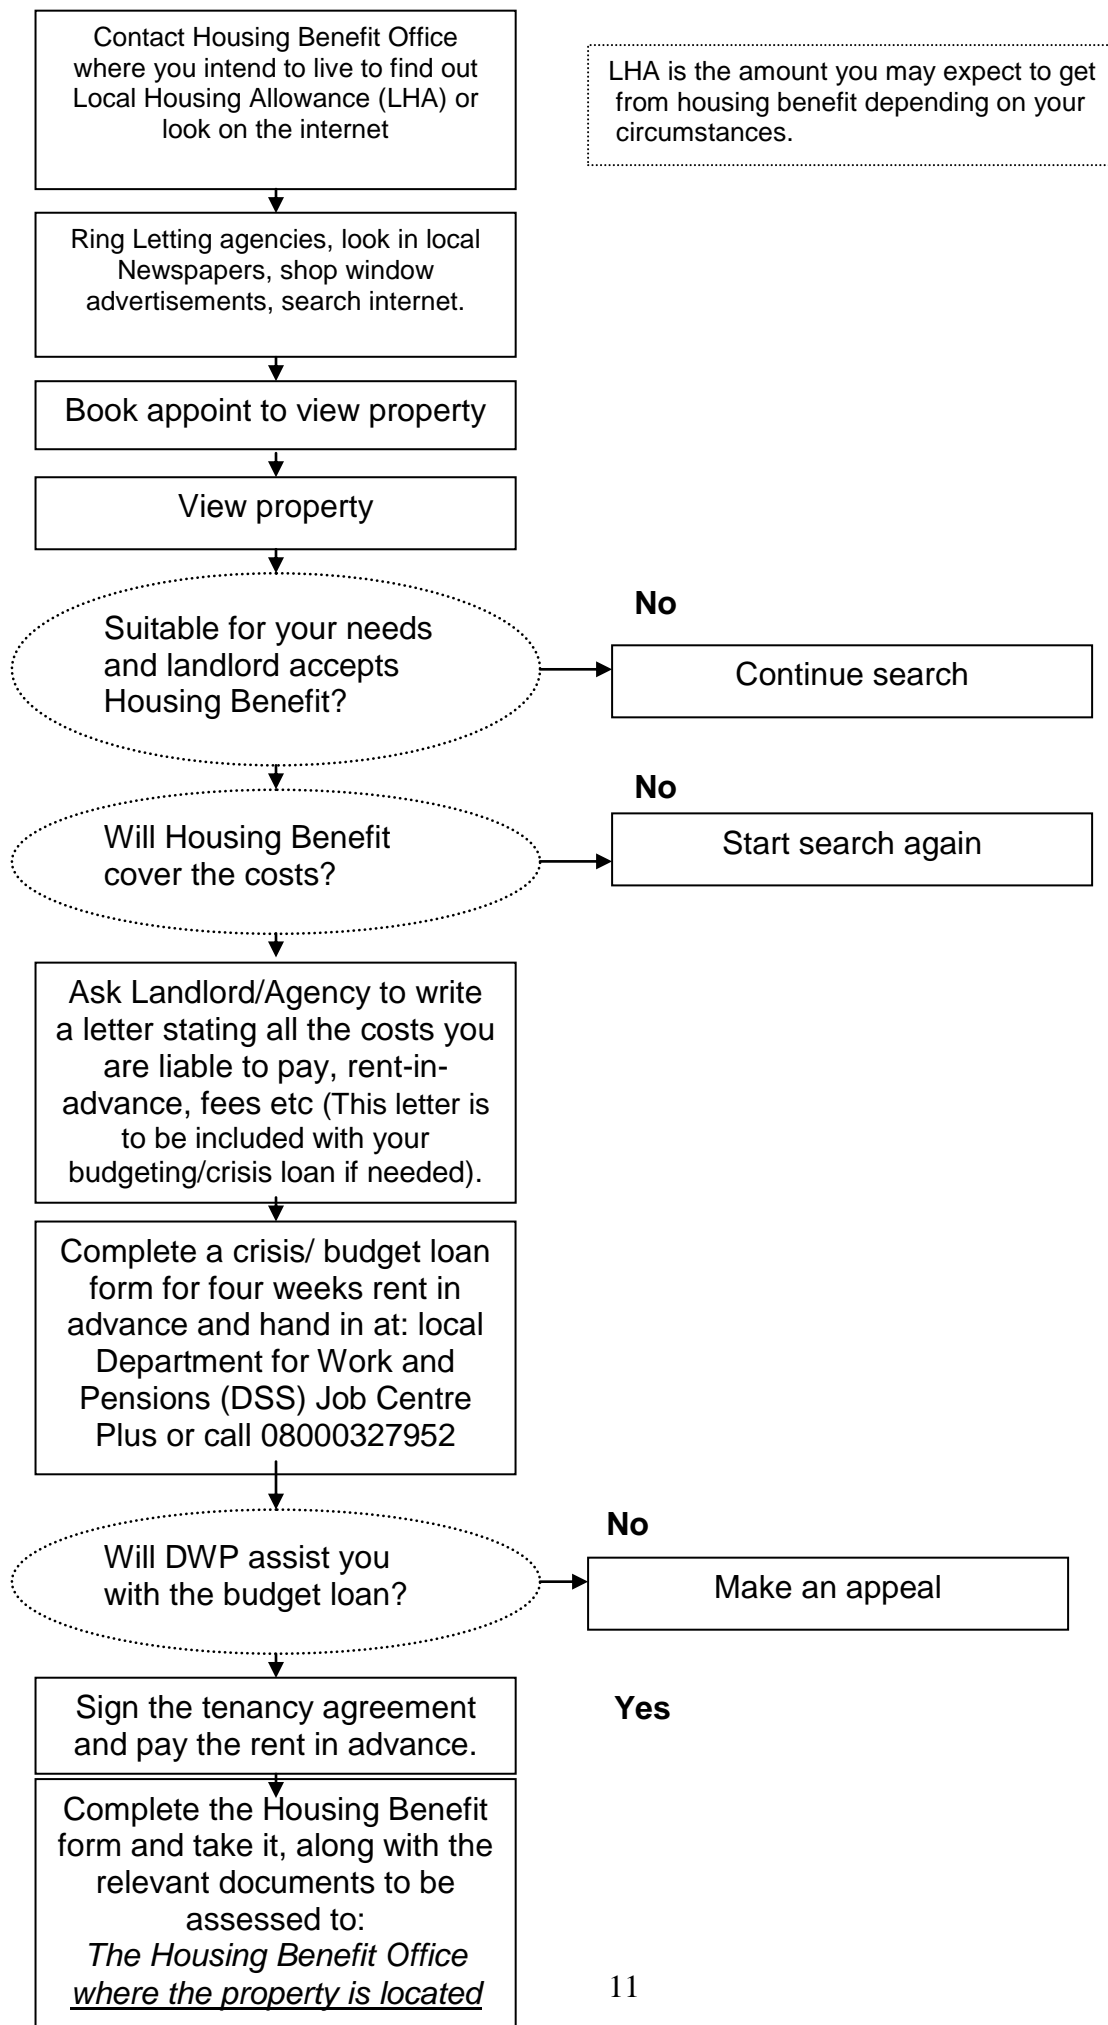 Contact Housing Benefit Office
where you intend to live to find out
Local Housing Allowance (LHA) or
look on the internet
LHA is the amount you may expect to get
from housing benefit depending on your
circumstances.
Ring Letting agencies, look in local
Newspapers, shop window
advertisements, search internet.
Book appoint to view property
View property
Suitable for your needs
and landlord accepts
Housing Benefit?
No
Continue search
Will Housing Benefit
cover the costs?
No
Start search again
Ask Landlord/Agency to write
a letter stating all the costs you
are liable to pay, rent-in-
advance, fees etc (This letter is
to be included with your
budgeting/crisis loan if needed).
Complete a crisis/ budget loan
form for four weeks rent in
advance and hand in at: local
Department for Work and
Pensions (DSS) Job Centre
Plus or call 08000327952
Will DWP assist you
with the budget loan?
No
Make an appeal
Sign the tenancy agreement
and pay the rent in advance.
Yes
Complete the Housing Benefit
form and take it, along with the
relevant documents to be
assessed to:
The Housing Benefit Office
where the property is located
11